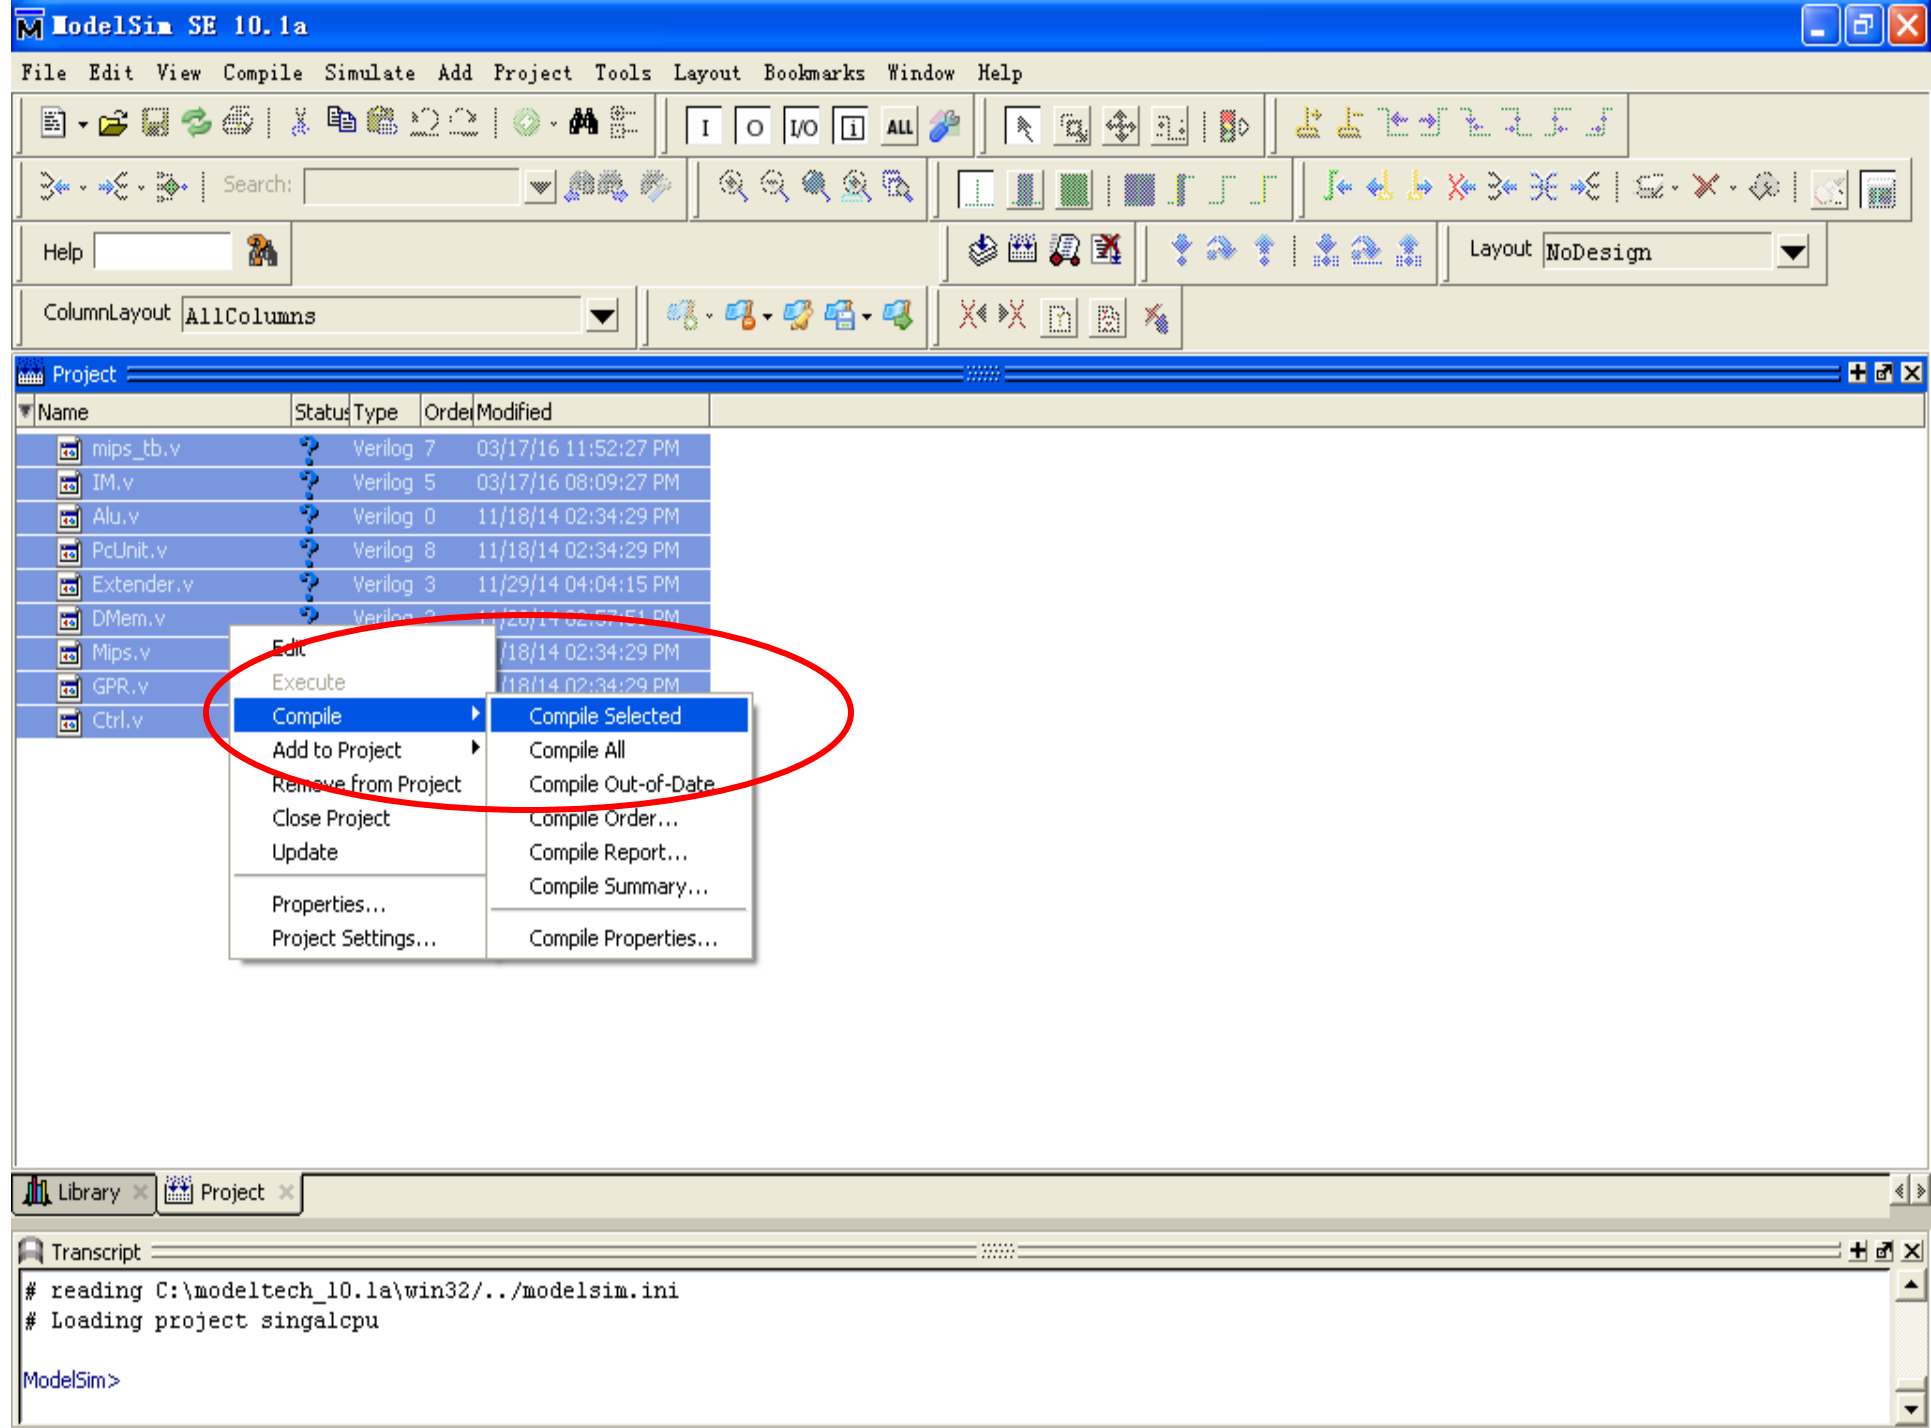 ModelSim SE 10.1a
File Edit View Compile Simulate Add Project Tools Layout Bookmarks Window Help
I O I/O i ALL
Search:
Help
Layout NoDesign
ColumnLayout AllColumns
Project
Name Status Type Order Modified
mips_tb.v Verilog 7 03/17/16 11:52:27 PM
IM.v Verilog 5 03/17/16 08:09:27 PM
Alu.v Verilog 0 11/18/14 02:34:29 PM
PcUnit.v Verilog 8 11/18/14 02:34:29 PM
Extender.v Verilog 3 11/29/14 04:04:15 PM
DMem.v Verilog
Mips.v /18/14 02:34:29 PM
GPR.v /18/14 02:34:29 PM
Ctrl.v
Edit
Execute
Compile
Add to Project
Remove from Project
Close Project
Update
Properties...
Project Settings...
Compile Selected
Compile All
Compile Out-of-Date
Compile Order...
Compile Report...
Compile Summary...
Compile Properties...
Library Project
Transcript
# reading C:\modeltech_10.1a\win32/../modelsim.ini
# Loading project singalcpu
ModelSim>